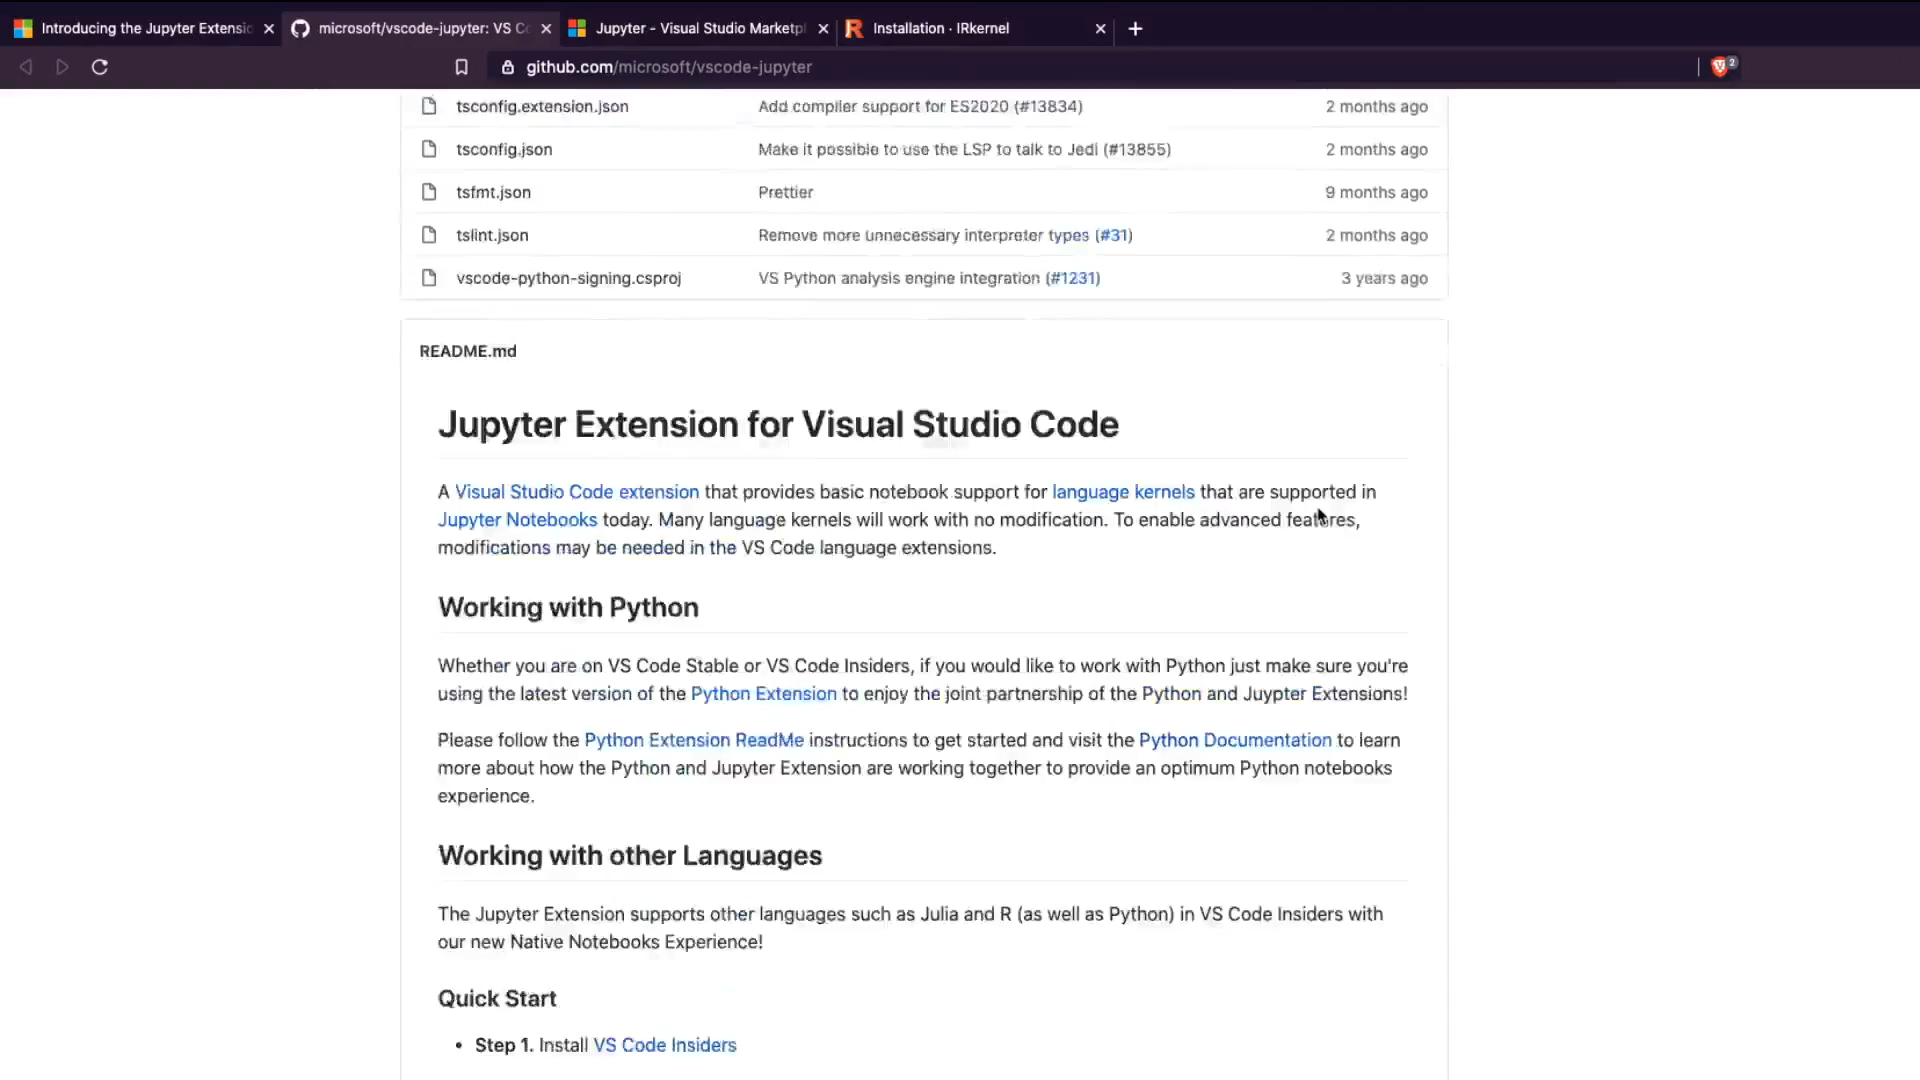 Introducing the Jupyter Extensic
microsoft/vscode-jupyter: VS C
Jupyter - Visual Studio Marketpl
Installation · IRkernel
github.com/microsoft/vscode-jupyter
2
tsconfig.extension.json Add compiler support for ES2020 (#13834) 2 months ago
tsconfig.json Make it possible to use the LSP to talk to Jedi (#13855) 2 months ago
tsfmt.json Prettier 9 months ago
tslint.json Remove more unnecessary interpreter types (#31) 2 months ago
vscode-python-signing.csproj VS Python analysis engine integration (#1231) 3 years ago
README.md
Jupyter Extension for Visual Studio Code
A Visual Studio Code extension that provides basic notebook support for language kernels that are supported in
Jupyter Notebooks today. Many language kernels will work with no modification. To enable advanced features,
modifications may be needed in the VS Code language extensions.
Working with Python
Whether you are on VS Code Stable or VS Code Insiders, if you would like to work with Python just make sure you're
using the latest version of the Python Extension to enjoy the joint partnership of the Python and Juypter Extensions!
Please follow the Python Extension ReadMe instructions to get started and visit the Python Documentation to learn
more about how the Python and Jupyter Extension are working together to provide an optimum Python notebooks
experience.
Working with other Languages
The Jupyter Extension supports other languages such as Julia and R (as well as Python) in VS Code Insiders with
our new Native Notebooks Experience!
Quick Start
• Step 1. Install VS Code Insiders